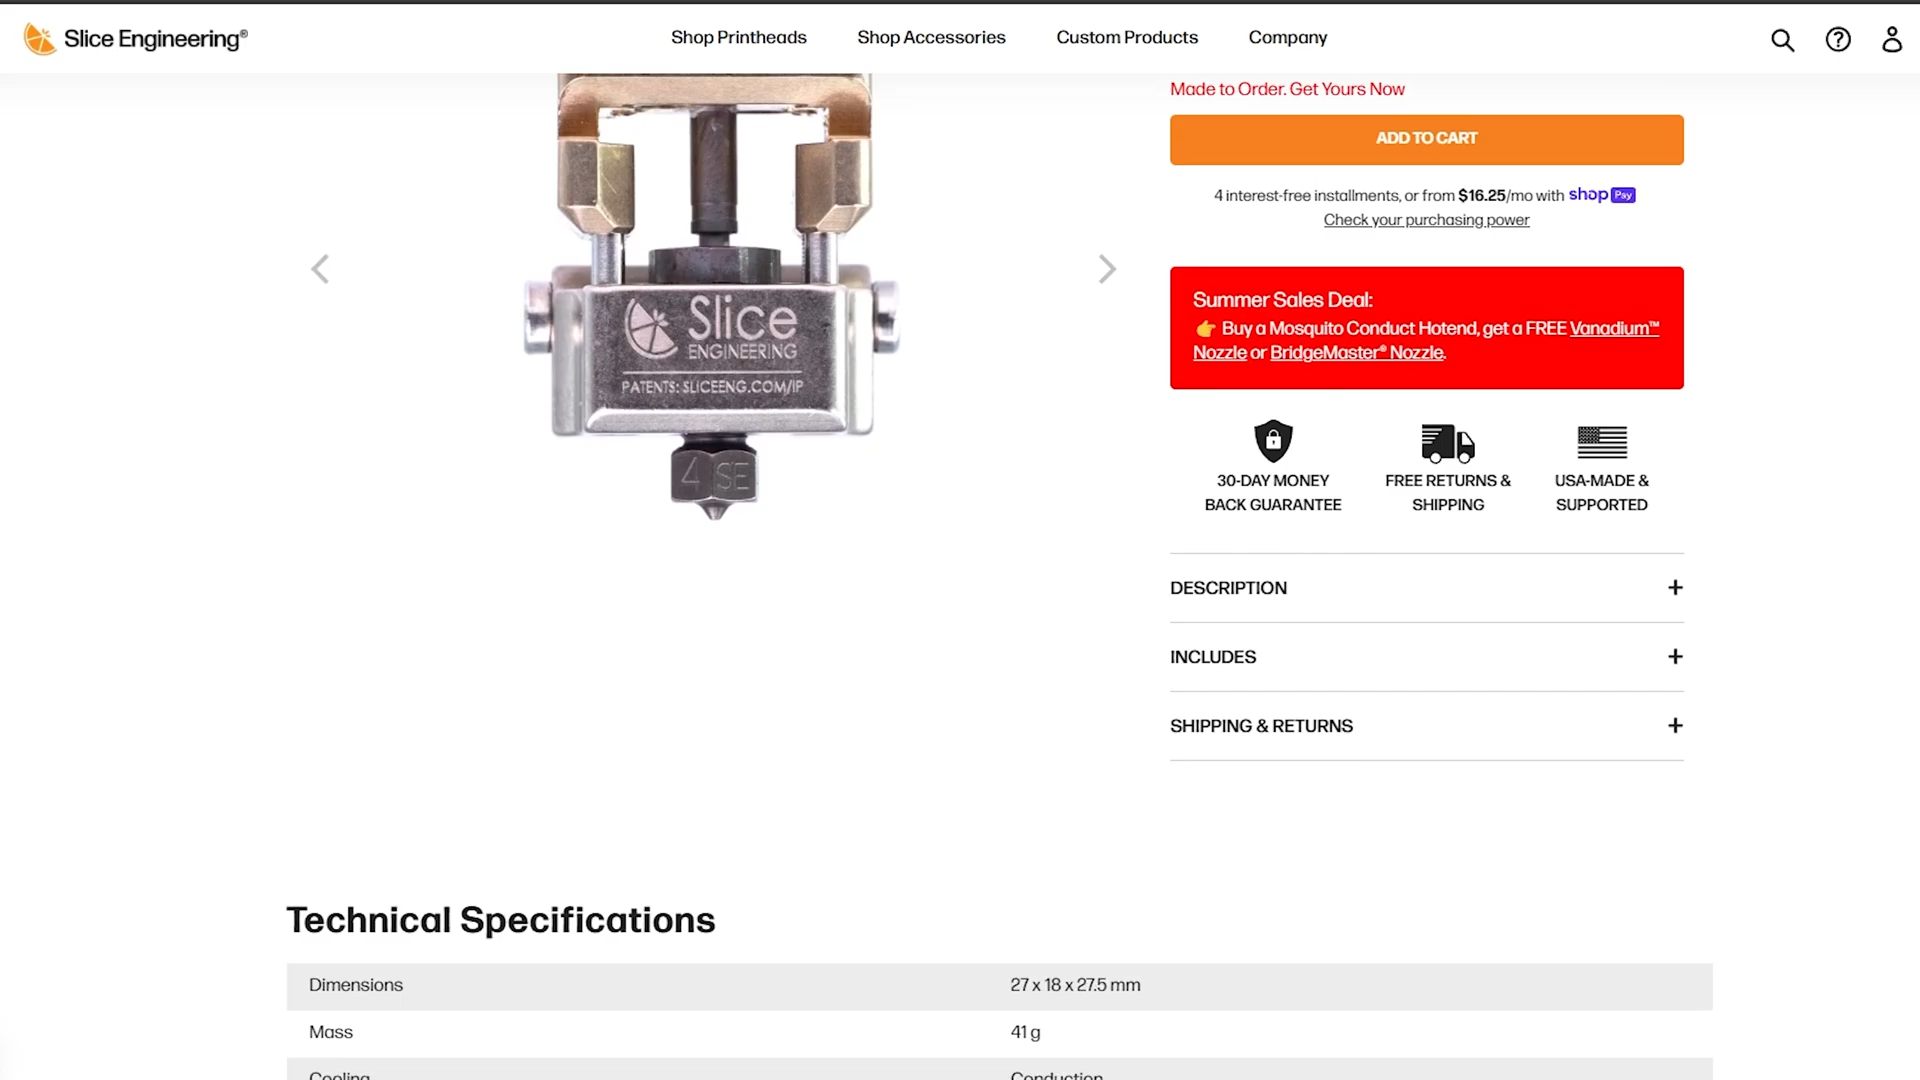 Slice Engineering®
Shop Printheads
Shop Accessories
Custom Products
Company
Made to Order. Get Yours Now
ADD TO CART
4 interest-free installments, or from $16.25/mo with shop Pay
Check your purchasing power
Slice
ENGINEERING
PATENTS: SLICEENG.COM/IP
4 SE
Summer Sales Deal:
👉 Buy a Mosquito Conduct Hotend, get a FREE Vanadium™
Nozzle or BridgeMaster® Nozzle.
30-DAY MONEY
BACK GUARANTEE
FREE RETURNS &
SHIPPING
USA-MADE &
SUPPORTED
DESCRIPTION
INCLUDES
SHIPPING & RETURNS
Technical Specifications
Dimensions 27 x 18 x 27.5 mm
Mass 41 g
Cooling Conduction